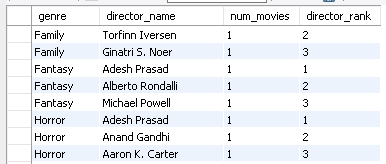 genre director_name num_movies director_rank
Family Torfinn Iversen 1 2
Family Ginatri S. Noer 1 3
Fantasy Adesh Prasad 1 1
Fantasy Alberto Rondalli 1 2
Fantasy Michael Powell 1 3
Horror Adesh Prasad 1 1
Horror Anand Gandhi 1 2
Horror Aaron K. Carter 1 3